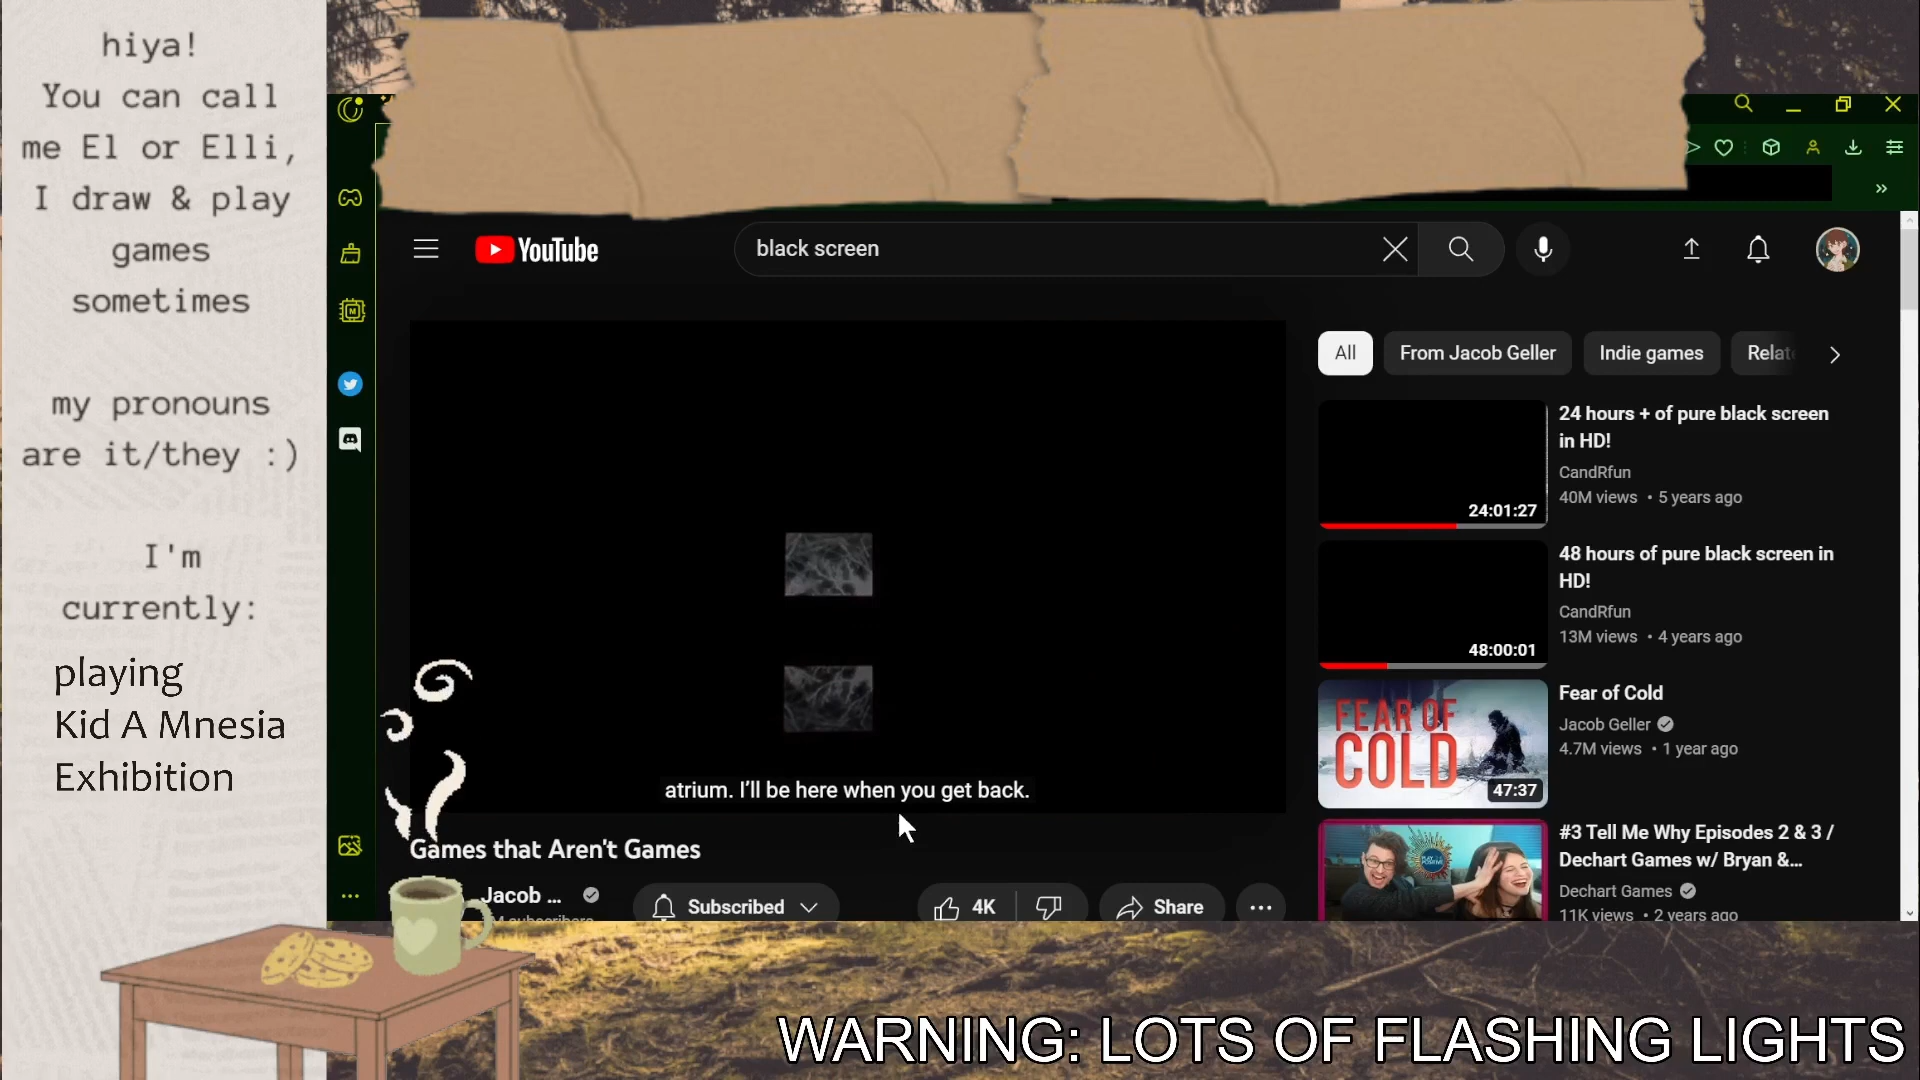 hiya!
You can call
me El or Elli,
I draw & play
games
sometimes
my pronouns
are it/they :)
I'm
currently:
playing
Kid A Mnesia
Exhibition
YouTube
black screen
atrium. I'll be here when you get back.
Games that Aren't Games
Jacob ...
M subscribers
Subscribed
4K
Share
All
From Jacob Geller
Indie games
Relat
24:01:27
24 hours + of pure black screen
in HD!
CandRfun
40M views • 5 years ago
48:00:01
48 hours of pure black screen in
HD!
CandRfun
13M views • 4 years ago
FEAR OF
COLD
47:37
Fear of Cold
Jacob Geller
4.7M views • 1 year ago
#3 Tell Me Why Episodes 2 & 3 /
Dechart Games w/ Bryan &...
Dechart Games
11K views • 2 years ago
WARNING: LOTS OF FLASHING LIGHTS